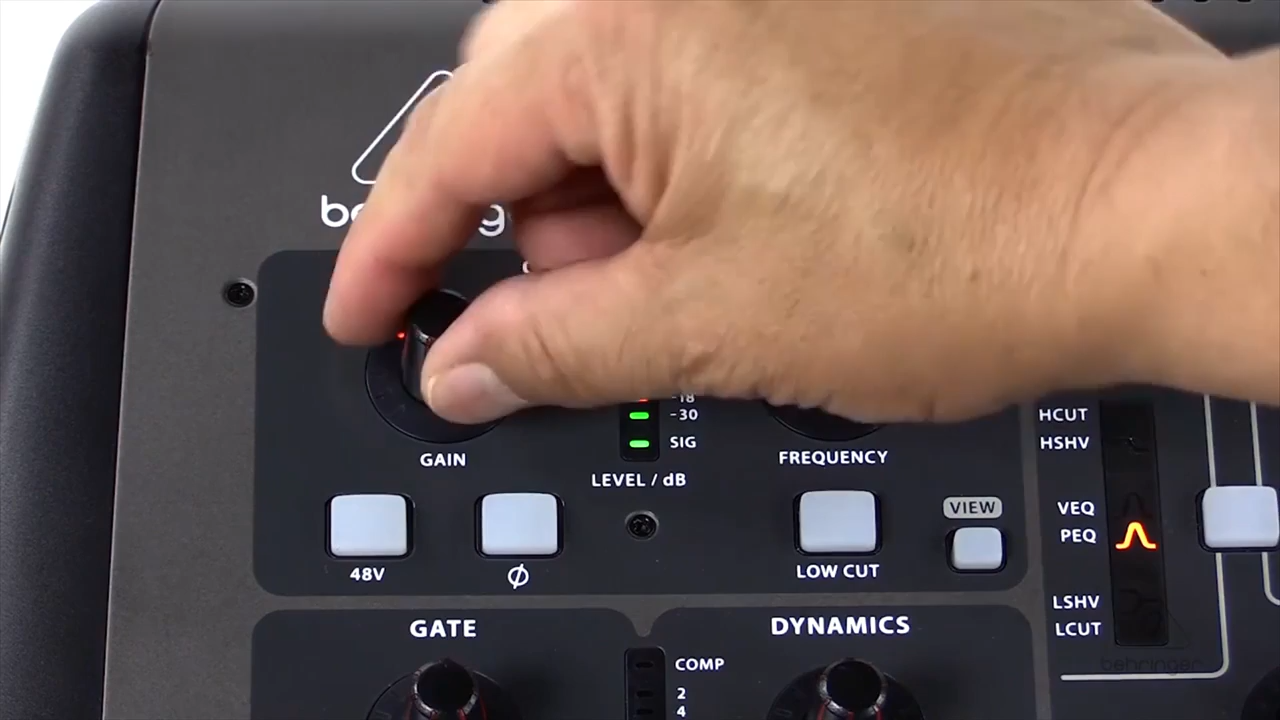 GAIN
-18
-30
SIG
LEVEL / dB
FREQUENCY
48V
Ø
LOW CUT
VIEW
HCUT
HSHV
VEQ
PEQ
LSHV
LCUT
GATE
DYNAMICS
COMP
2
4
behringer